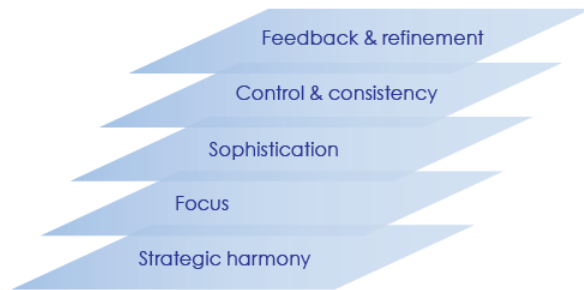 Feedback & refinement
Control & consistency
Sophistication
Focus
Strategic harmony